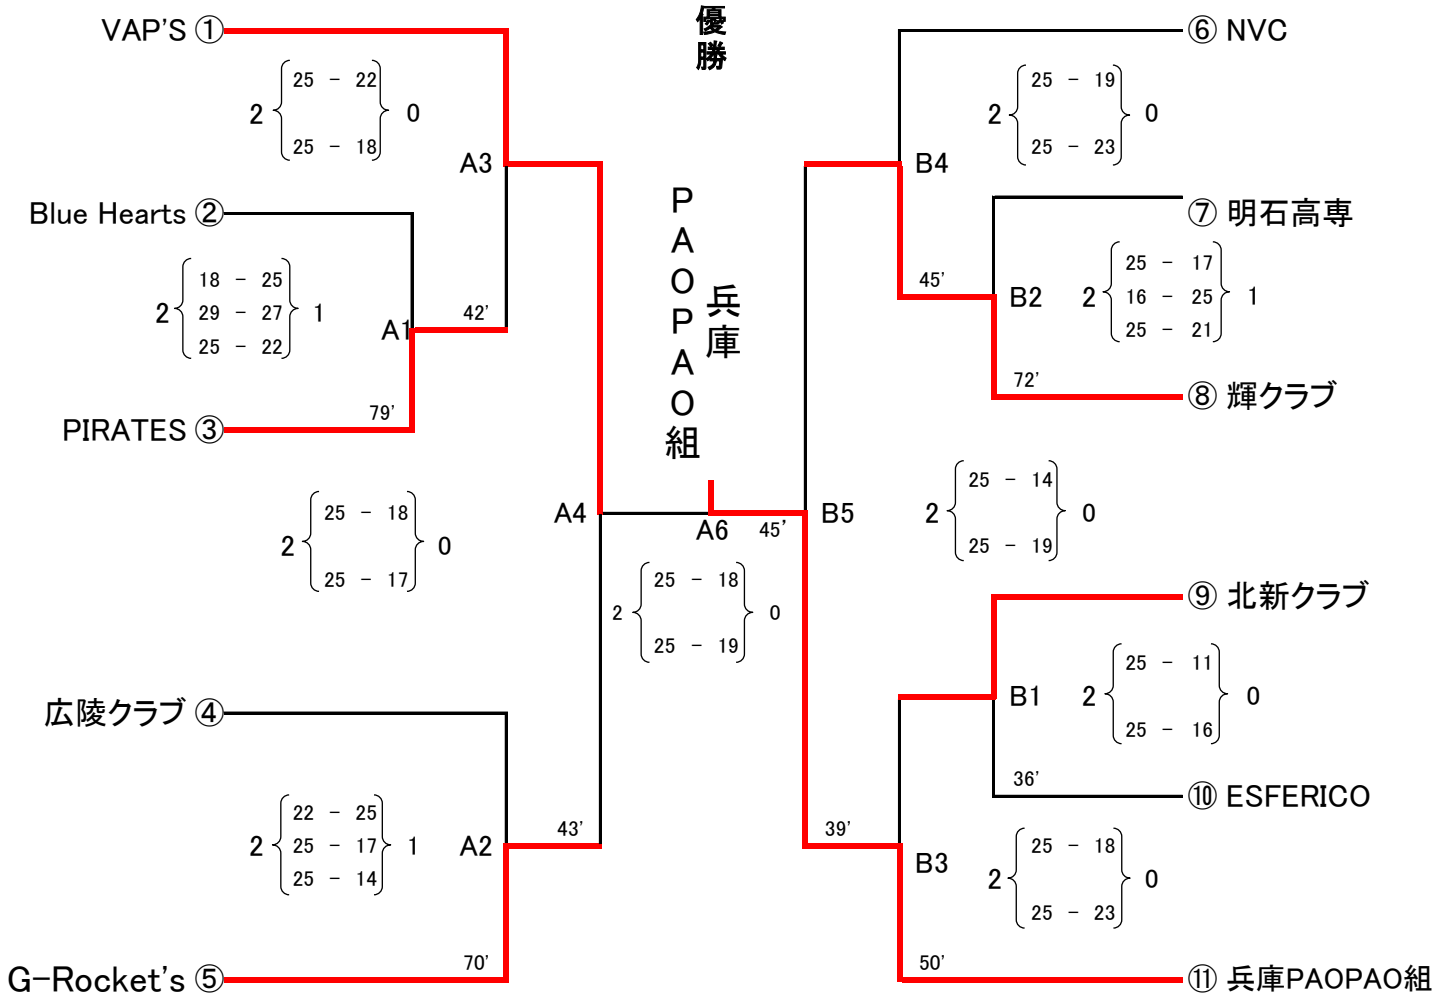 優勝
兵庫
PAOPAO組
VAP'S ①
2 25 - 22 0
25 - 18
A3
Blue Hearts ②
18 - 25
2 29 - 27 1
25 - 22
A1
42'
PIRATES ③
79'
25 - 18
2 0
25 - 17
A4
広陵クラブ ④
22 - 25
2 25 - 17 1
25 - 14
A2
43'
G-Rocket's ⑤
70'
A6
45'
25 - 18
2 0
25 - 19
⑥ NVC
25 - 19
2 0
25 - 23
B4
⑦ 明石高専
45'
B2
25 - 17
2 16 - 25 1
25 - 21
72'
⑧ 輝クラブ
B5
25 - 14
2 0
25 - 19
⑨ 北新クラブ
B1
25 - 11
2 0
25 - 16
36'
⑩ ESFERICO
39'
B3
25 - 18
2 0
25 - 23
50'
⑪ 兵庫PAOPAO組